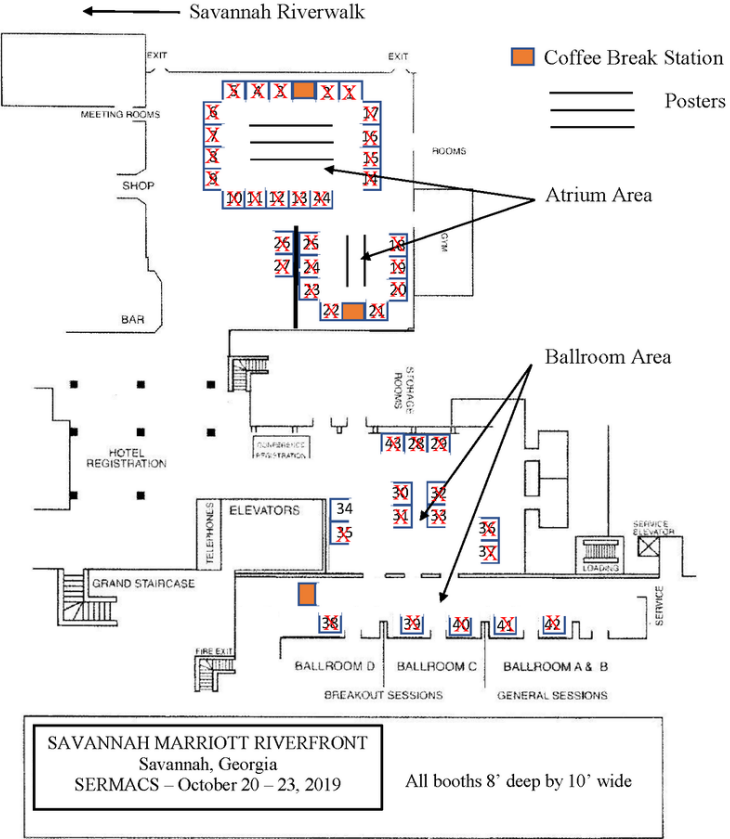 Savannah Riverwalk
EXIT
EXIT
Coffee Break Station
5 4 3 2 1
MEETING ROOMS
6
17
Posters
7
16
8
15
ROOMS
9
14
SHOP
10 11 12 13 44
Atrium Area
26 25
18
GYM
27 24
19
23
20
22
21
BAR
Ballroom Area
STORAGE
ROOMS
CONFERENCE
REGISTRATION
43 28 29
HOTEL
REGISTRATION
30 32
31 33
TELEPHONES
ELEVATORS
34
35
36
37
SERVICE
ELEVATOR
LOADING
GRAND STAIRCASE
SERVICE
38 39 40 41 42
FIRE EXIT
BALLROOM D
BALLROOM C
BALLROOM A & B
BREAKOUT SESSIONS
GENERAL SESSIONS
SAVANNAH MARRIOTT RIVERFRONT
Savannah, Georgia
SERMACS – October 20 – 23, 2019
All booths 8’ deep by 10’ wide